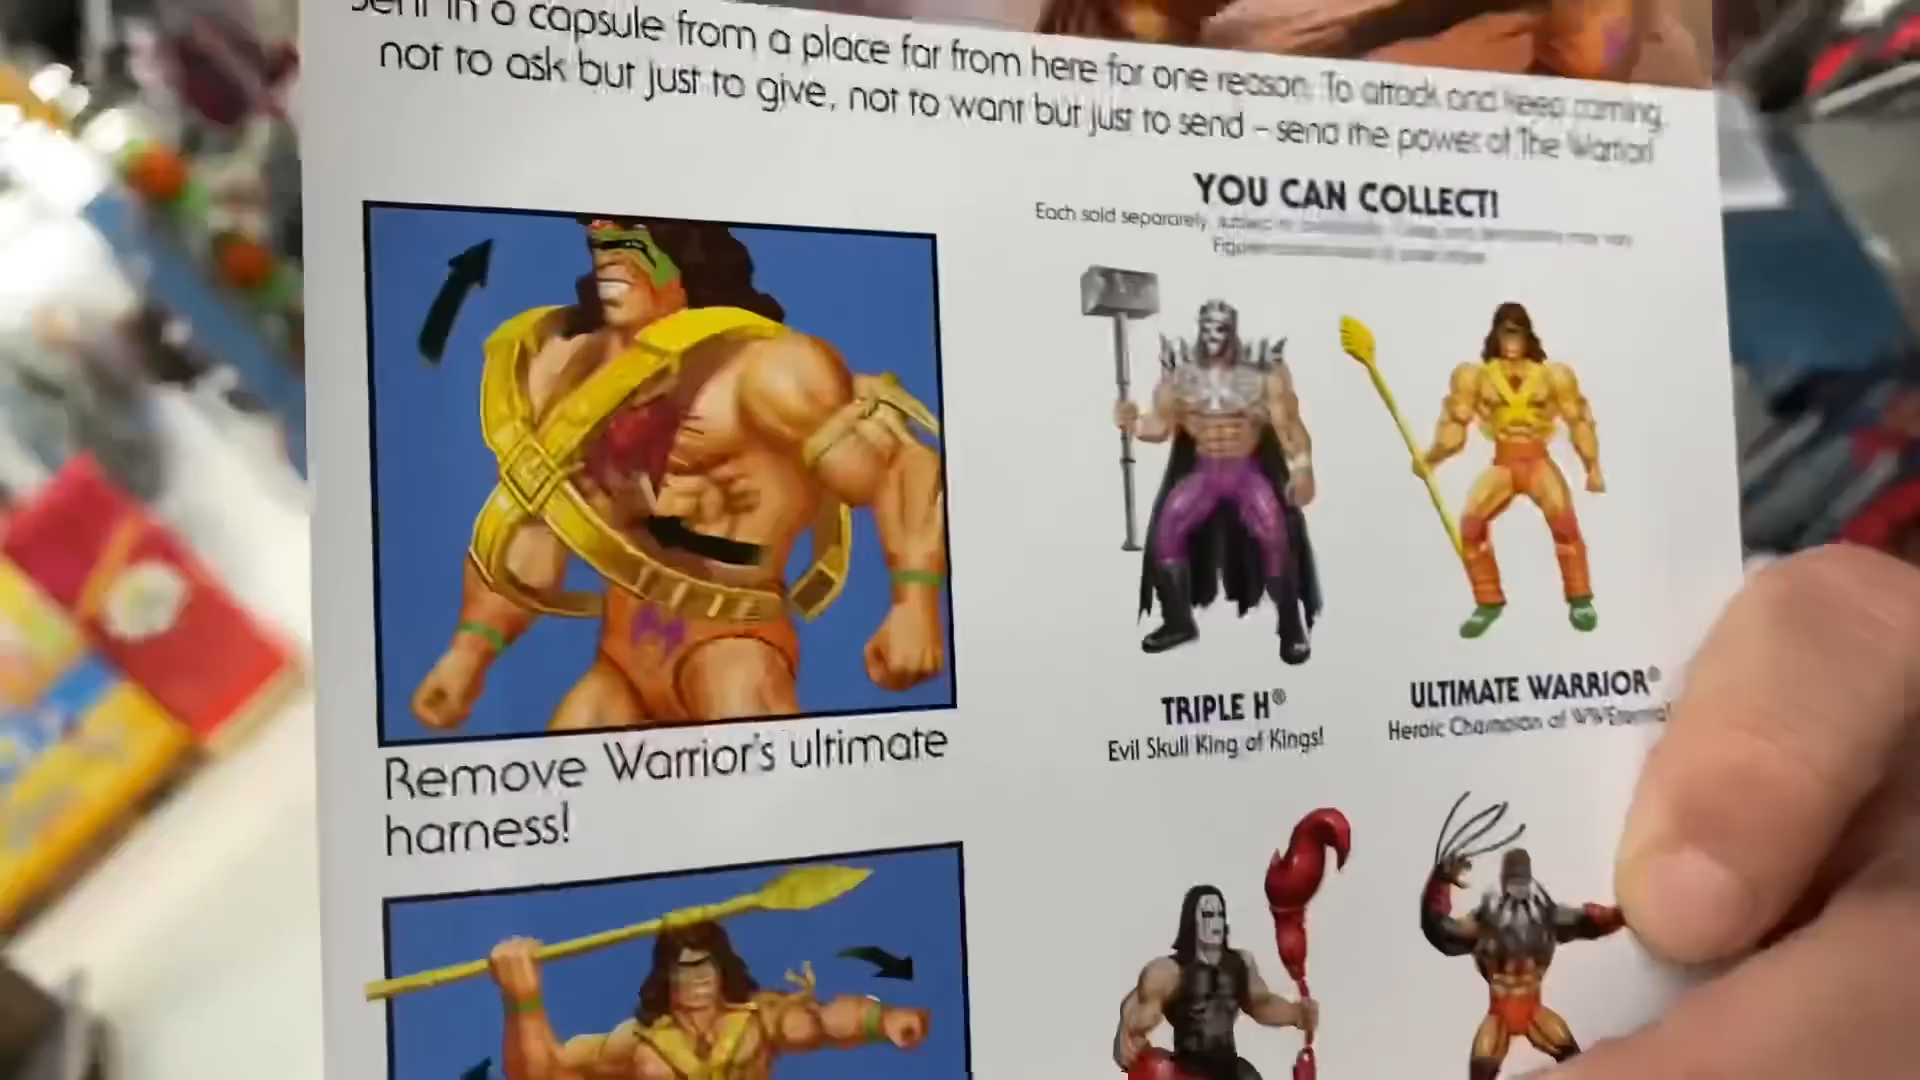 Sent in a capsule from a place far from here for one reason: To attack and keep coming,
not to ask but just to give, not to want but just to send – send the power of The Warrior!
YOU CAN COLLECT!
Each sold separately,
Remove Warrior's ultimate
harness!
TRIPLE H®
Evil Skull King of Kings!
ULTIMATE WARRIOR®
Heroic Champion of WWEternia!